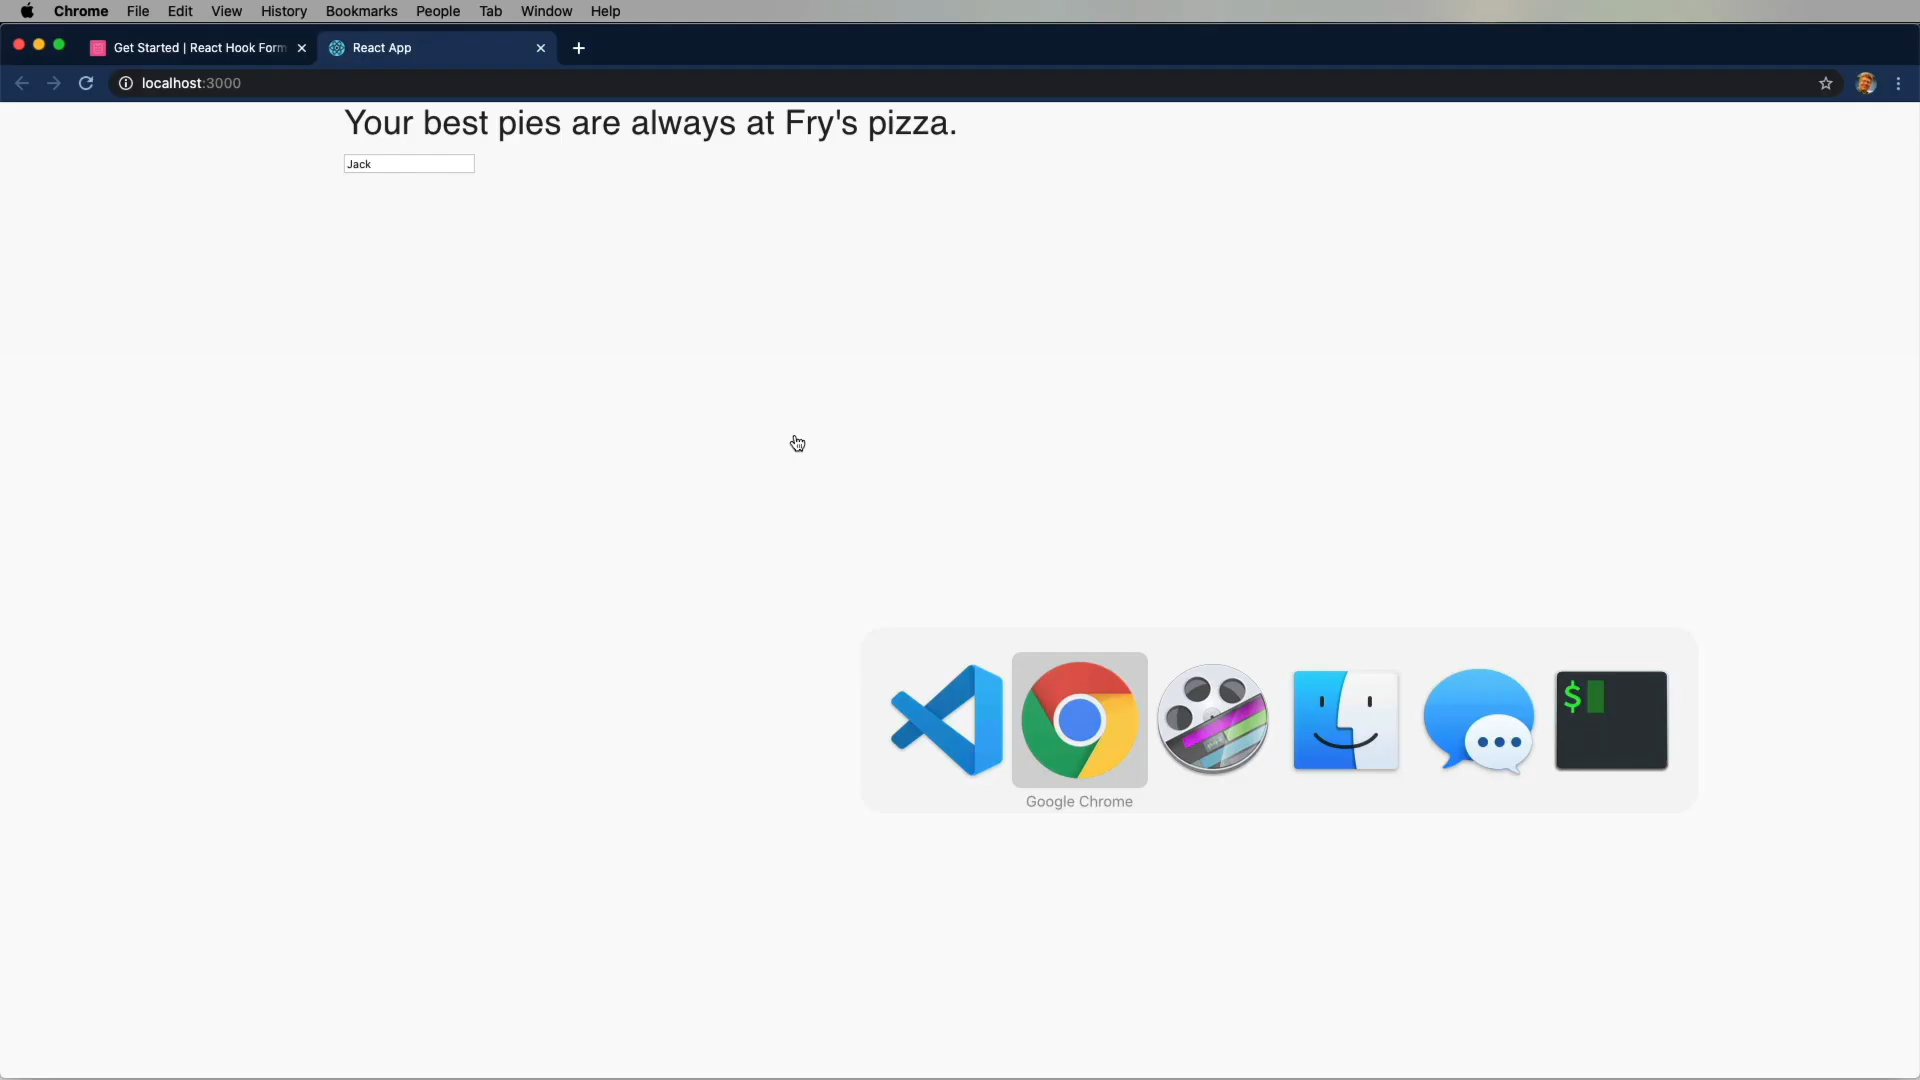 Chrome File Edit View History Bookmarks People Tab Window Help
Get Started | React Hook Form
React App
localhost:3000
Your best pies are always at Fry's pizza.
Jack
$
Google Chrome